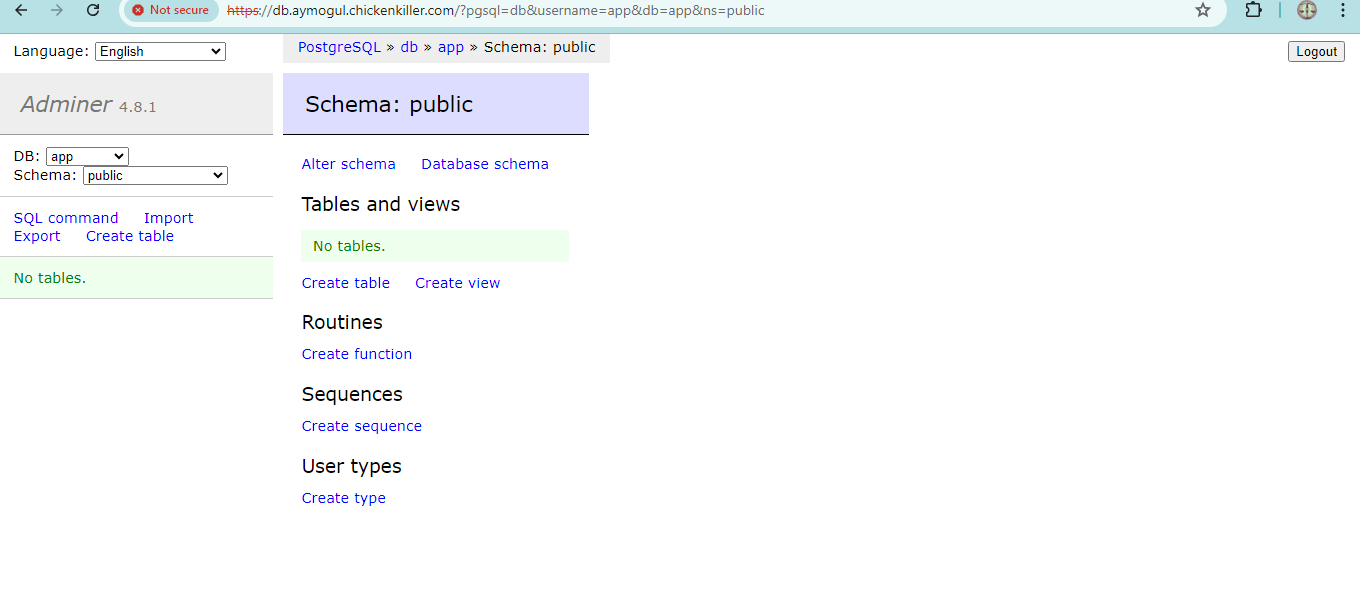 Not secure https://db.aymogul.chickenkiller.com/?pgsql=db&username=app&db=app&ns=public
Language: English
PostgreSQL » db » app » Schema: public
Logout
Adminer 4.8.1
Schema: public
DB: app
Schema: public
SQL command Import
Export Create table
No tables.
Alter schema Database schema
Tables and views
No tables.
Create table Create view
Routines
Create function
Sequences
Create sequence
User types
Create type